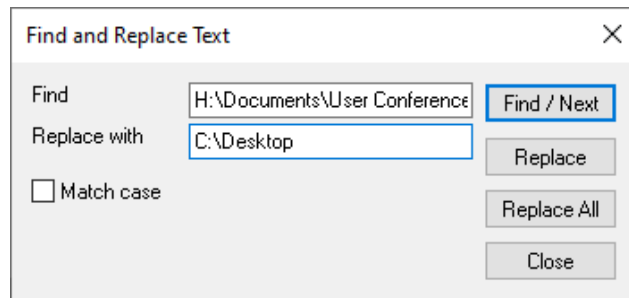 Find and Replace Text
Find
H:\Documents\User Conference
Find / Next
Replace with
C:\Desktop
Replace
Match case
Replace All
Close